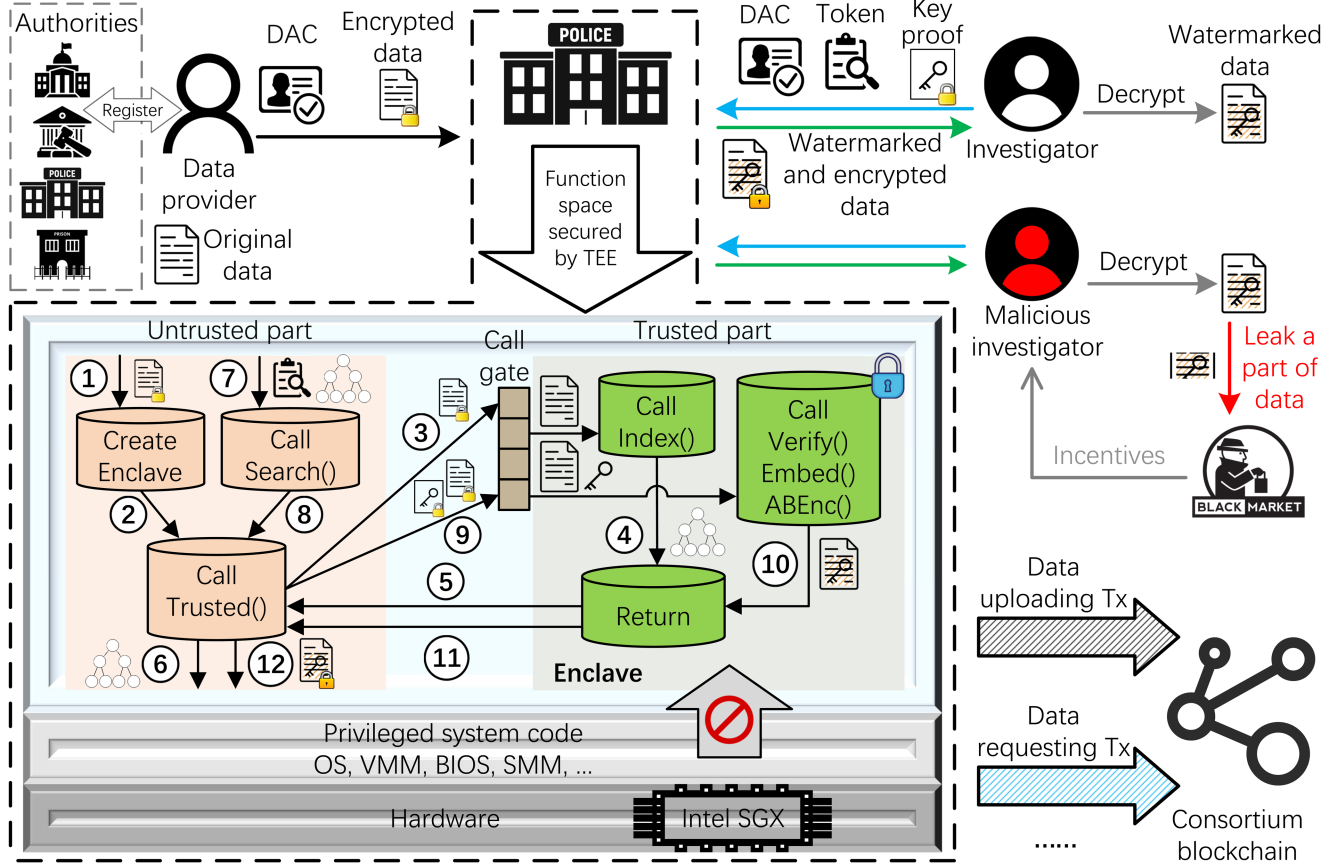 Authorities
Register
POLICE
PRISON
Data
provider
Original
data
DAC
Encrypted
data
POLICE
Function
space
secured
by TEE
DAC
Token
Key
proof
Watermarked
and encrypted
data
Investigator
Decrypt
Watermarked
data
Malicious
investigator
Decrypt
Leak a
part of
data
Incentives
BLACK MARKET
Untrusted part
Call
gate
Trusted part
1
7
Create
Enclave
Call
Search()
2
8
3
9
Call
Trusted()
5
6
12
11
Call
Index()
Call
Verify()
Embed()
ABEnc()
4
10
Return
Enclave
Privileged system code
OS, VMM, BIOS, SMM, ...
Hardware
Intel SGX
Data
uploading Tx
Data
requesting Tx
......
Consortium
blockchain